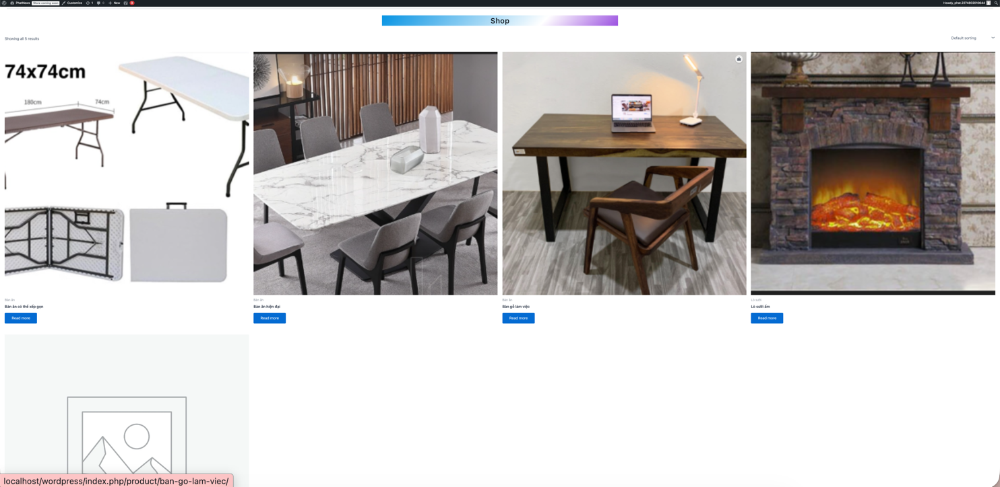 PhatNews
Store coming soon
Customize
1
0
New
Howdy, phat.2274802010644
Shop
Showing all 5 results
Default sorting
74x74cm
180cm
74cm
Bàn ăn
Bàn ăn có thể xếp gọn
Read more
Bàn ăn
Bàn ăn hiện đại
Read more
Bàn ăn
Bàn gỗ làm việc
Read more
Lò sưởi
Lò sưởi ấm
Read more
localhost/wordpress/index.php/product/ban-go-lam-viec/